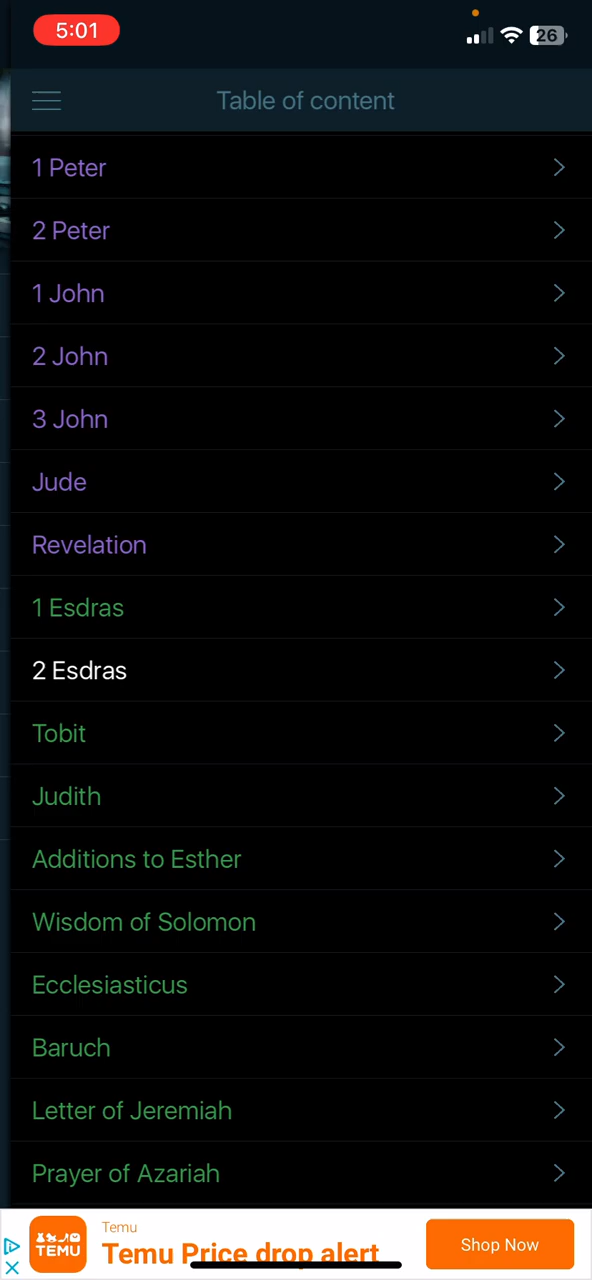 5:01
26
Table of content
1 Peter
2 Peter
1 John
2 John
3 John
Jude
Revelation
1 Esdras
2 Esdras
Tobit
Judith
Additions to Esther
Wisdom of Solomon
Ecclesiasticus
Baruch
Letter of Jeremiah
Prayer of Azariah
TEMU
Temu
Temu Price drop alert
Shop Now